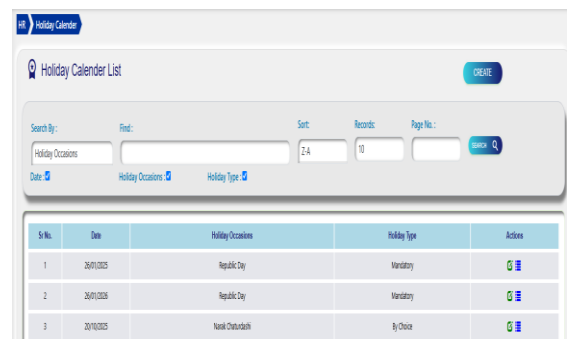 HR Holiday Calender
Holiday Calender List
CREATE
Search By : Find : Sort: Records: Page No. :
Holiday Occasions Z-A 10 SEARCH
Date : Holiday Occasions : Holiday Type :
Sr No. Date Holiday Occasions Holiday Type Actions
1 26/01/2025 Republic Day Mandatory
2 26/01/2026 Republic Day Mandatory
3 20/10/2025 Narak Chaturdashi By Choice